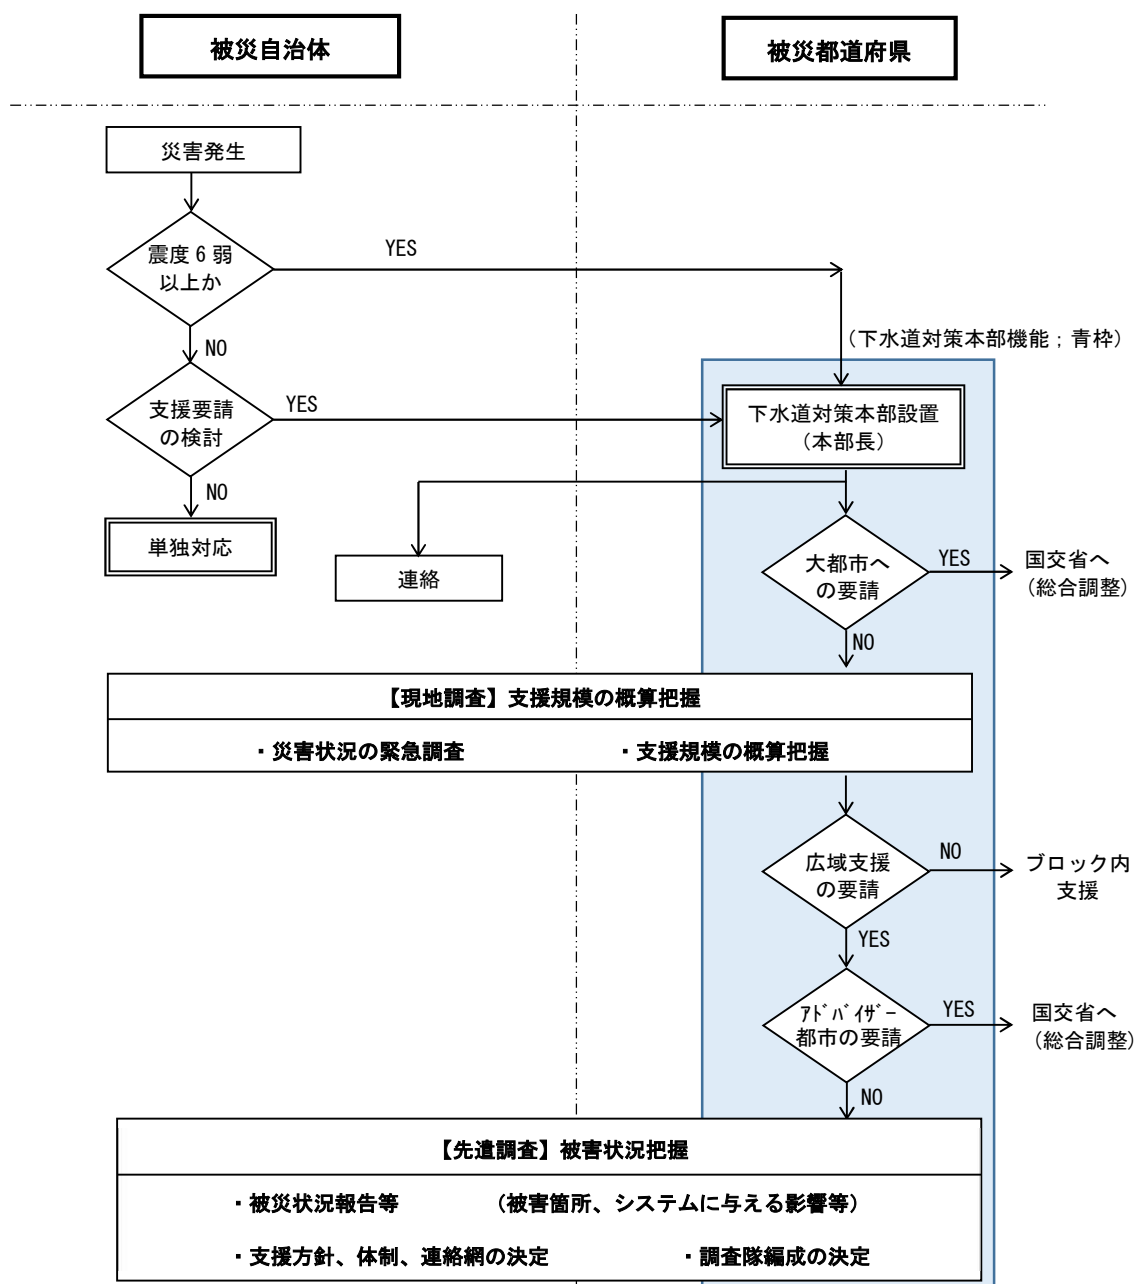 被災自治体
被災都道府県
災害発生
震度6弱
以上か
YES
NO
(下水道対策本部機能；青枠)
支援要請
の検討
YES
下水道対策本部設置
(本部長)
NO
単独対応
連絡
大都市へ
の要請
YES
国交省へ
(総合調整)
NO
【現地調査】支援規模の概算把握
・災害状況の緊急調査
・支援規模の概算把握
広域支援
の要請
NO
ブロック内
支援
YES
ｱﾄﾞﾊﾞｲｻﾞｰ
都市の要請
YES
国交省へ
(総合調整)
NO
【先遣調査】被害状況把握
・被災状況報告等 (被害箇所、システムに与える影響等)
・支援方針、体制、連絡網の決定 ・調査隊編成の決定